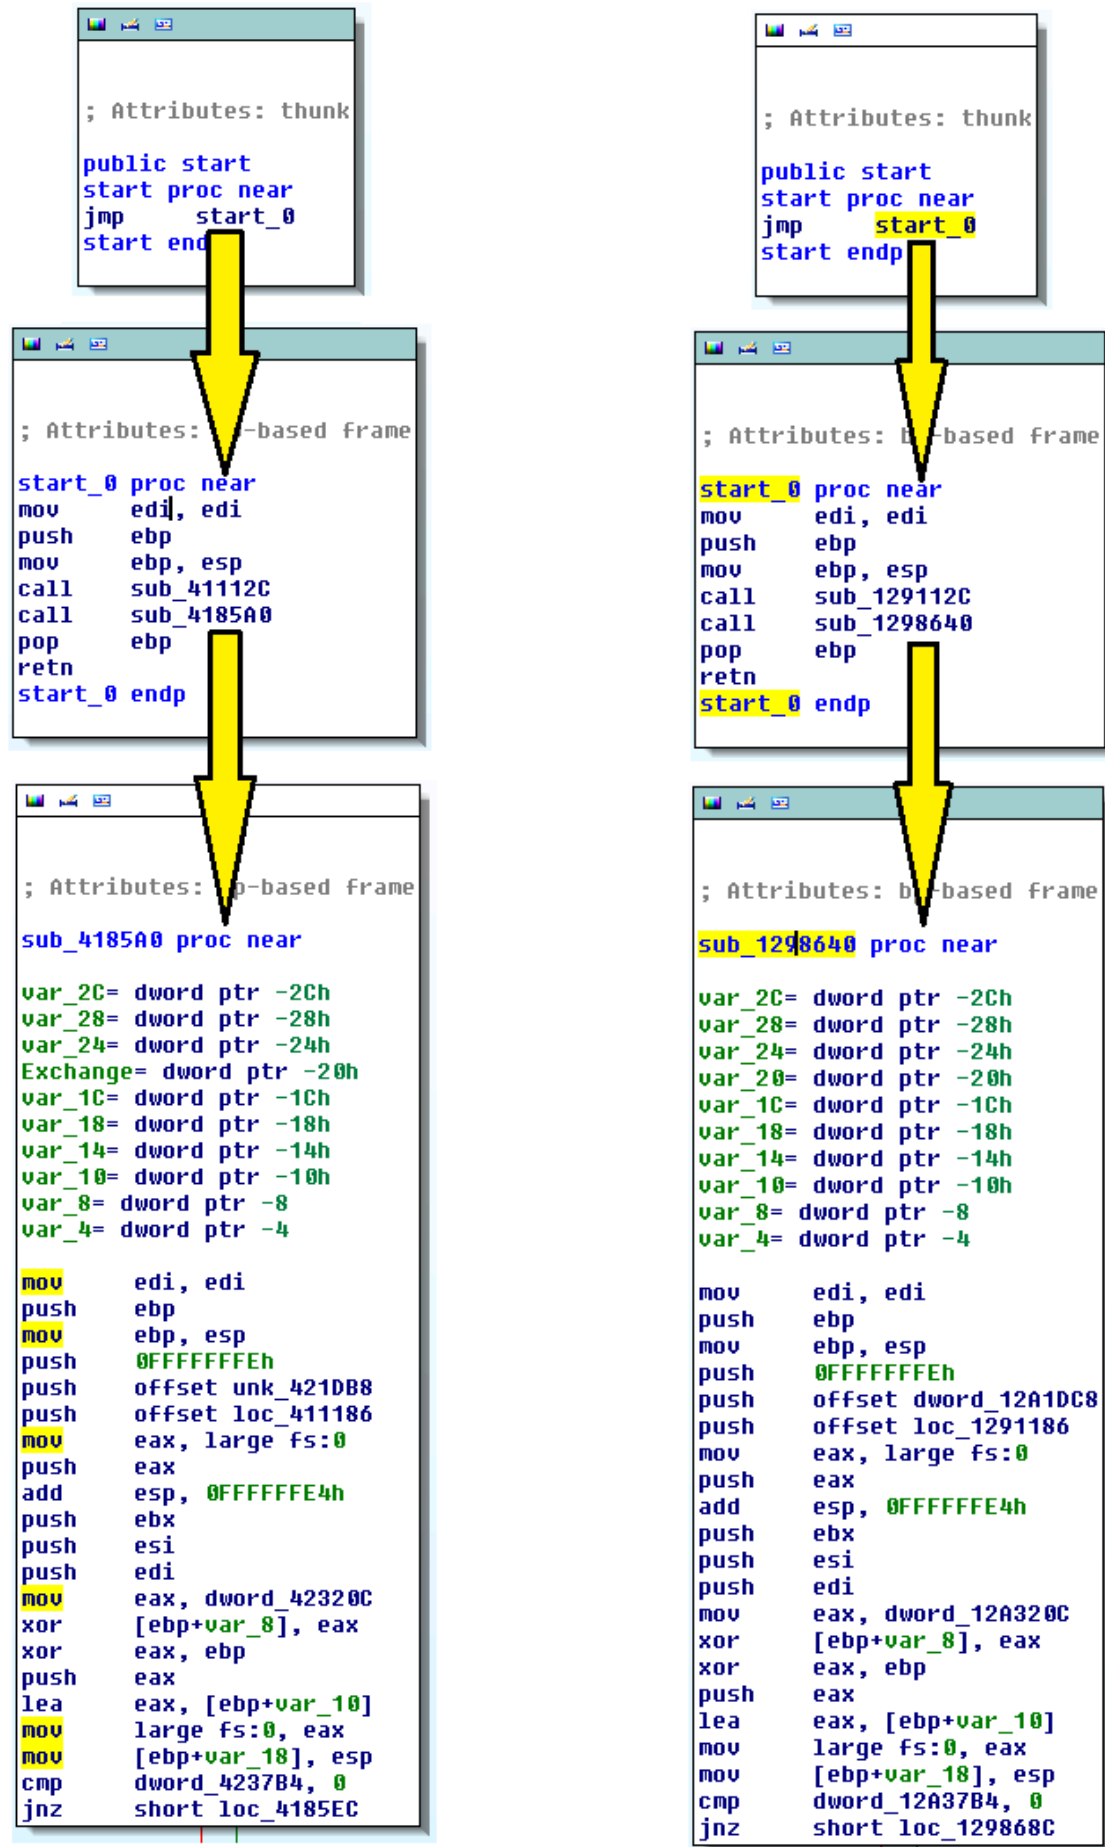 ; Attributes: thunk
public start
start proc near
jmp start_0
start endp
; Attributes: bp-based frame
start_0 proc near
mov edi, edi
push ebp
mov ebp, esp
call sub_41112C
call sub_4185A0
pop ebp
retn
start_0 endp
; Attributes: bp-based frame
sub_4185A0 proc near
var_2C= dword ptr -2Ch
var_28= dword ptr -28h
var_24= dword ptr -24h
Exchange= dword ptr -20h
var_1C= dword ptr -1Ch
var_18= dword ptr -18h
var_14= dword ptr -14h
var_10= dword ptr -10h
var_8= dword ptr -8
var_4= dword ptr -4
mov edi, edi
push ebp
mov ebp, esp
push 0FFFFFFFEh
push offset unk_421DB8
push offset loc_411186
mov eax, large fs:0
push eax
add esp, 0FFFFFFE4h
push ebx
push esi
push edi
mov eax, dword_42320C
xor [ebp+var_8], eax
xor eax, ebp
push eax
lea eax, [ebp+var_10]
mov large fs:0, eax
mov [ebp+var_18], esp
cmp dword_4237B4, 0
jnz short loc_4185EC
; Attributes: thunk
public start
start proc near
jmp start_0
start endp
; Attributes: bp-based frame
start_0 proc near
mov edi, edi
push ebp
mov ebp, esp
call sub_129112C
call sub_1298640
pop ebp
retn
start_0 endp
; Attributes: bp-based frame
sub_1298640 proc near
var_2C= dword ptr -2Ch
var_28= dword ptr -28h
var_24= dword ptr -24h
var_20= dword ptr -20h
var_1C= dword ptr -1Ch
var_18= dword ptr -18h
var_14= dword ptr -14h
var_10= dword ptr -10h
var_8= dword ptr -8
var_4= dword ptr -4
mov edi, edi
push ebp
mov ebp, esp
push 0FFFFFFFEh
push offset dword_12A1DC8
push offset loc_1291186
mov eax, large fs:0
push eax
add esp, 0FFFFFFE4h
push ebx
push esi
push edi
mov eax, dword_12A320C
xor [ebp+var_8], eax
xor eax, ebp
push eax
lea eax, [ebp+var_10]
mov large fs:0, eax
mov [ebp+var_18], esp
cmp dword_12A37B4, 0
jnz short loc_129868C